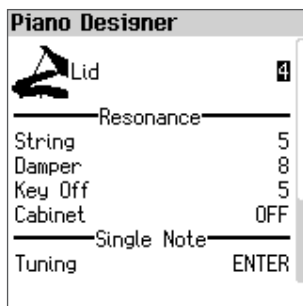 Piano Designer
Lid 4
Resonance
String 5
Damper 8
Key Off 5
Cabinet OFF
Single Note
Tuning ENTER